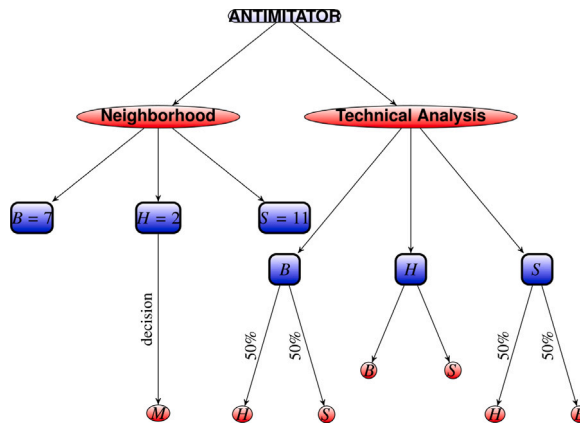 ANTIMITATOR
Neighborhood
Technical Analysis
B = 7
H = 2
S = 11
B
H
S
decision
50%
50%
50%
50%
B
S
M
H
S
H
B